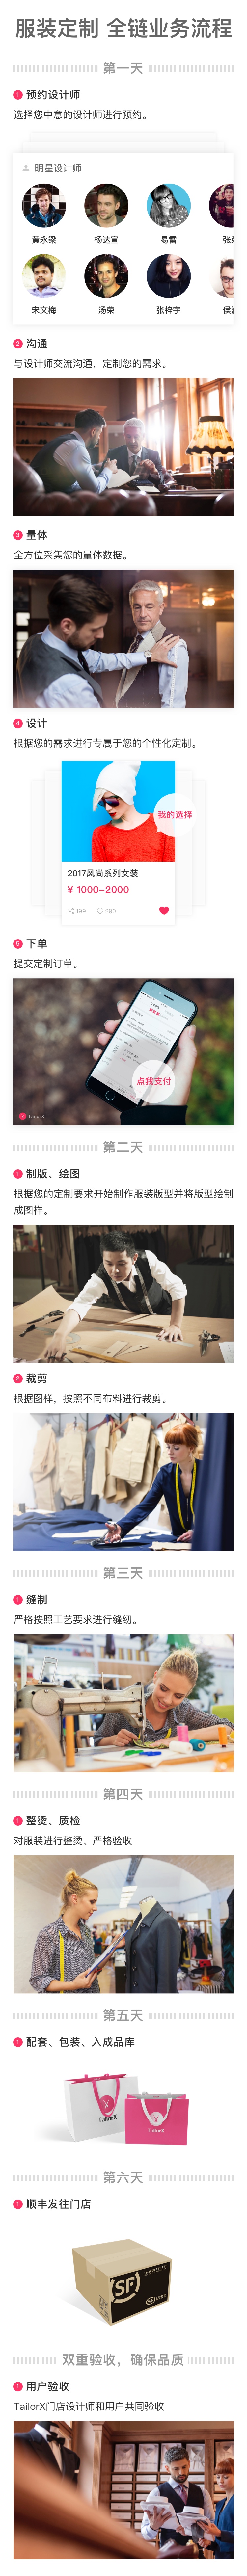 服装定制 全链业务流程
第一天
1 预约设计师
选择您中意的设计师进行预约。
明星设计师
黄永梁 杨达宣 易雷
宋文梅 汤荣 张梓宇
2 沟通
与设计师交流沟通，定制您的需求。
3 量体
全方位采集您的量体数据。
4 设计
根据您的需求进行专属于您的个性化定制。
我的选择
2017风尚系列女装
¥ 1000-2000
199 290
5 下单
提交定制订单。
点我支付
TailorX
第二天
1 制版、绘图
根据您的定制要求开始制作服装版型并将版型绘制
成图样。
2 裁剪
根据图样，按照不同布料进行裁剪。
第三天
1 缝制
严格按照工艺要求进行缝纫。
第四天
1 整烫、质检
对服装进行整烫、严格验收
第五天
1 配套、包装、入成品库
TailorX TailorX
第六天
1 顺丰发往门店
SF SF
双重验收，确保品质
1 用户验收
TailorX门店设计师和用户共同验收